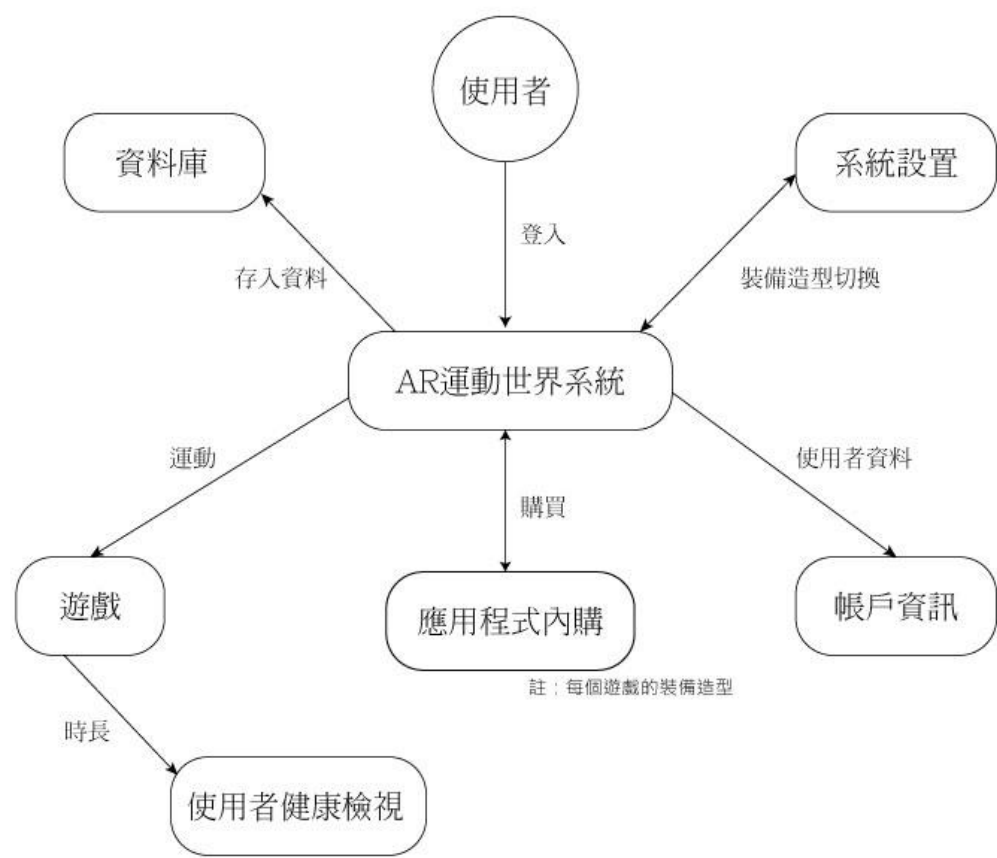 使用者
資料庫
系統設置
登入
存入資料
裝備造型切換
AR運動世界系統
運動
使用者資料
購買
遊戲
應用程式內購
帳戶資訊
註：每個遊戲的裝備造型
時長
使用者健康檢視